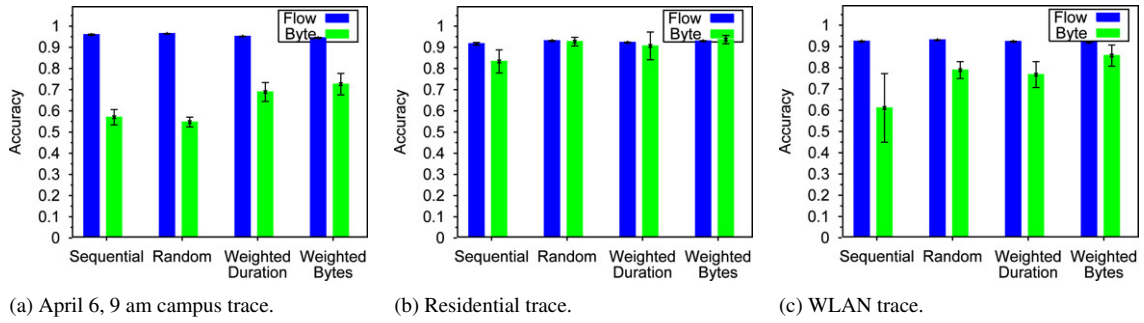 Accuracy
1
0.9
0.8
0.7
0.6
0.5
0.4
0.3
0.2
0.1
0
Flow
Byte
Sequential
Random
Weighted Duration
Weighted Bytes
(a) April 6, 9 am campus trace.
Accuracy
1
0.9
0.8
0.7
0.6
0.5
0.4
0.3
0.2
0.1
0
Flow
Byte
Sequential
Random
Weighted Duration
Weighted Bytes
(b) Residential trace.
Accuracy
1
0.9
0.8
0.7
0.6
0.5
0.4
0.3
0.2
0.1
0
Flow
Byte
Sequential
Random
Weighted Duration
Weighted Bytes
(c) WLAN trace.